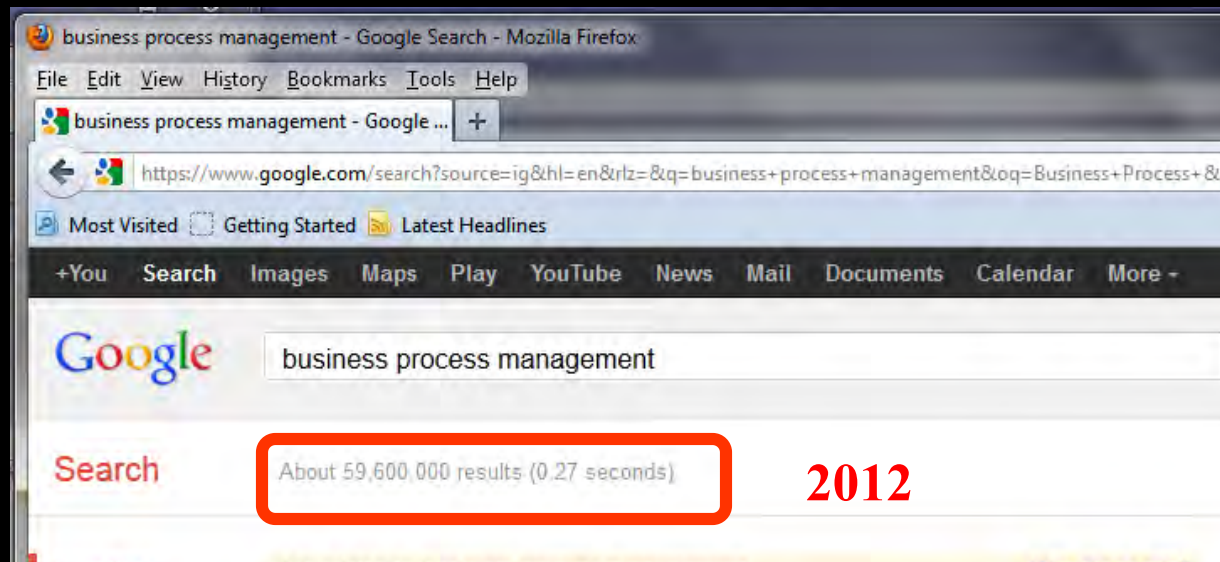 business process management - Google Search - Mozilla Firefox
File Edit View History Bookmarks Tools Help
business process management - Google ... +
https://www.google.com/search?source=ig&hl=en&rlz=&q=business+process+management&oq=Business+Process+&
Most Visited Getting Started Latest Headlines
+You Search Images Maps Play YouTube News Mail Documents Calendar More
Google business process management
Search About 59,600,000 results (0.27 seconds) 2012